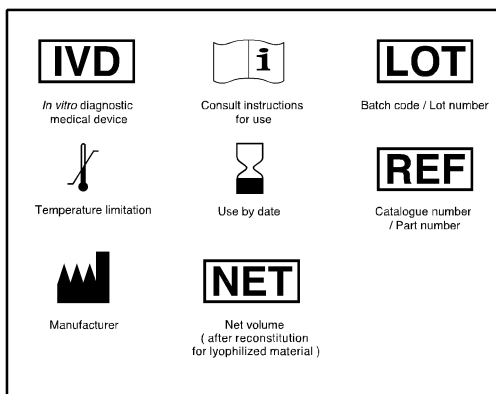 IVD
In vitro diagnostic
medical device
i
Consult instructions
for use
LOT
Batch code / Lot number
Temperature limitation
Use by date
REF
Catalogue number
/ Part number
Manufacturer
NET
Net volume
( after reconstitution
for lyophilized material )